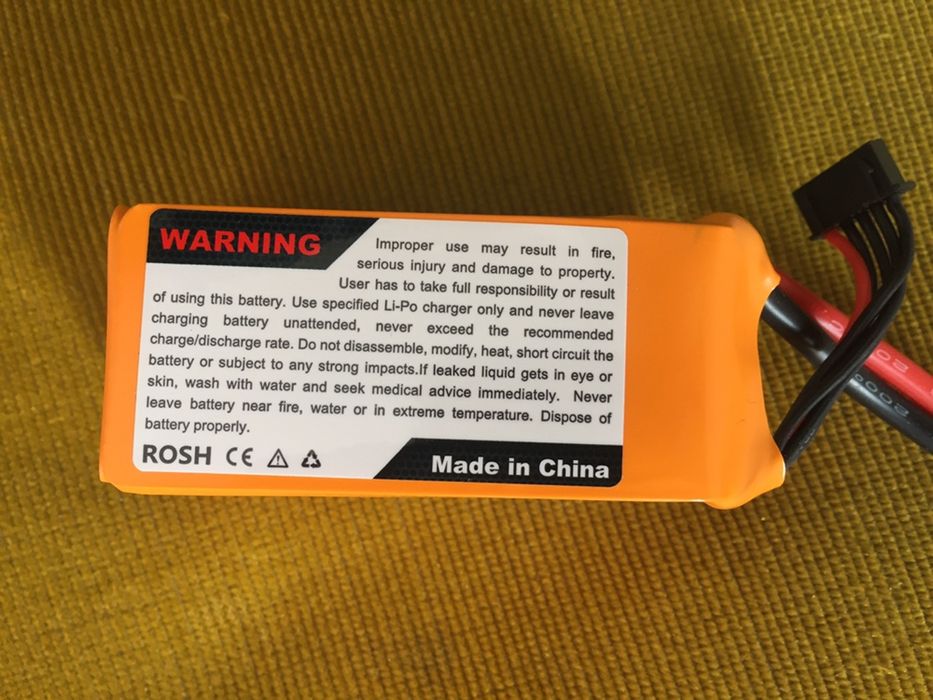 WARNING
Improper use may result in fire,
serious injury and damage to property.
User has to take full responsibility or result
of using this battery. Use specified Li-Po charger only and never leave
charging battery unattended, never exceed the recommended
charge/discharge rate. Do not disassemble, modify, heat, short circuit the
battery or subject to any strong impacts.If leaked liquid gets in eye or
skin, wash with water and seek medical advice immediately. Never
leave battery near fire, water or in extreme temperature. Dispose of
battery properly.
ROSH CE
Made in China